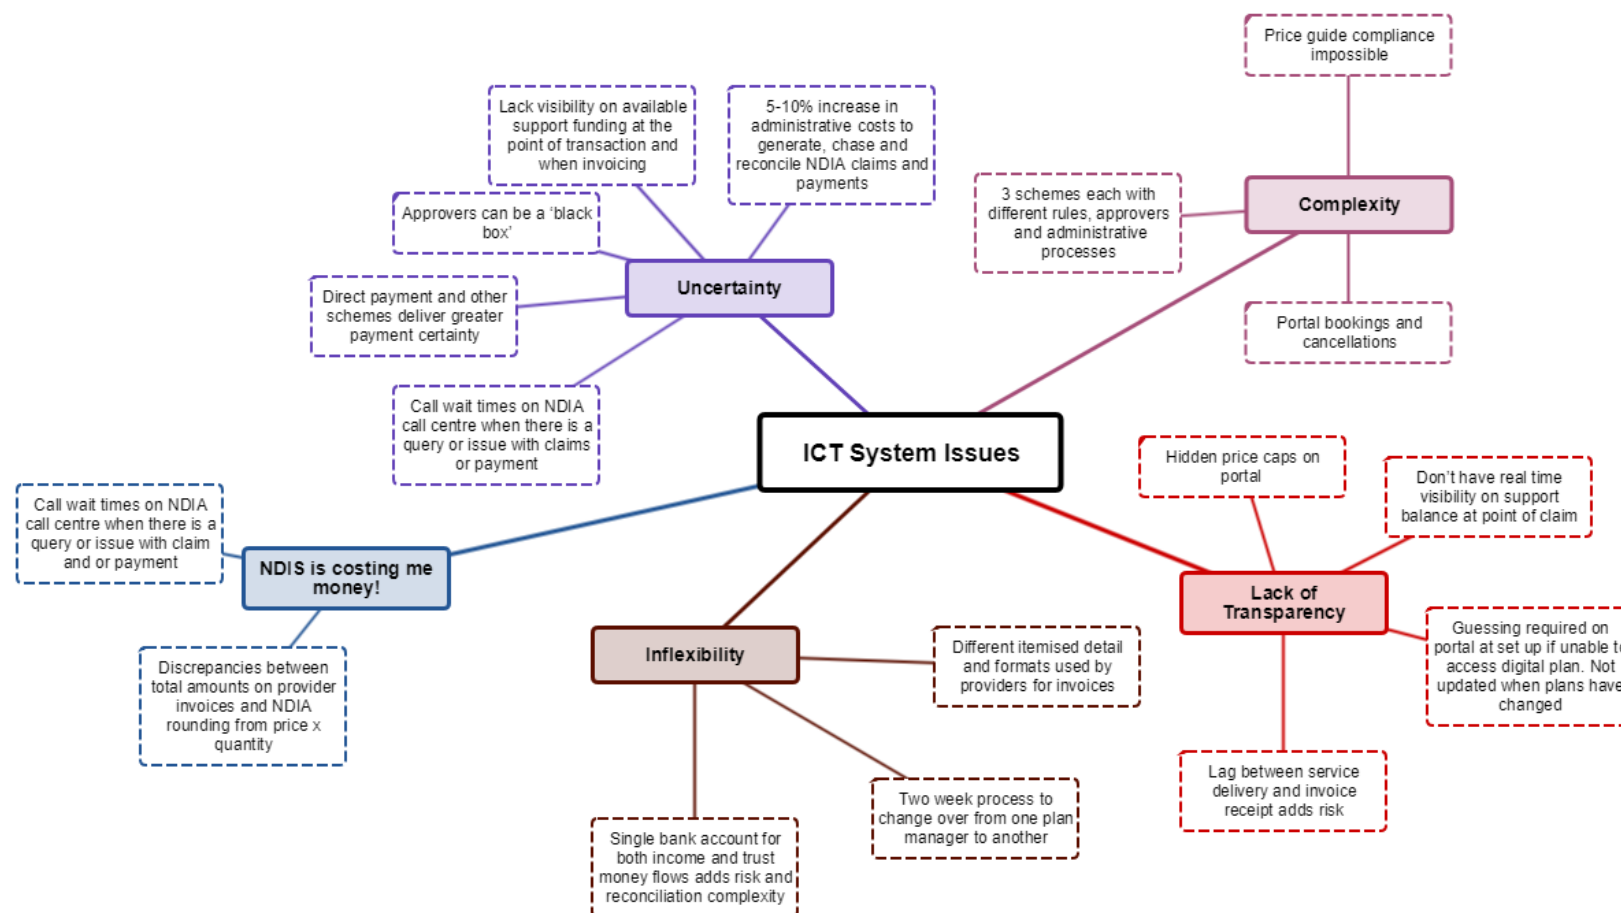 Price guide compliance
impossible
Lack visibility on available
support funding at the
point of transaction and
when invoicing
5-10% increase in
administrative costs to
generate, chase and
reconcile NDIA claims and
payments
Approvers can be a ‘black
box’
3 schemes each with
different rules, approvers
and administrative
processes
Complexity
Uncertainty
Direct payment and other
schemes deliver greater
payment certainty
Portal bookings and
cancellations
Call wait times on NDIA
call centre when there is a
query or issue with claims
or payment
ICT System Issues
Hidden price caps on
portal
Don’t have real time
visibility on support
balance at point of claim
Call wait times on NDIA
call centre when there is a
query or issue with claim
and or payment
NDIS is costing me
money!
Lack of
Transparency
Discrepancies between
total amounts on provider
invoices and NDIA
rounding from price x
quantity
Inflexibility
Different itemised detail
and formats used by
providers for invoices
Guessing required on
portal at set up if unable to
access digital plan. Not
updated when plans have
changed
Lag between service
delivery and invoice
receipt adds risk
Two week process to
change over from one plan
manager to another
Single bank account for
both income and trust
money flows adds risk and
reconciliation complexity